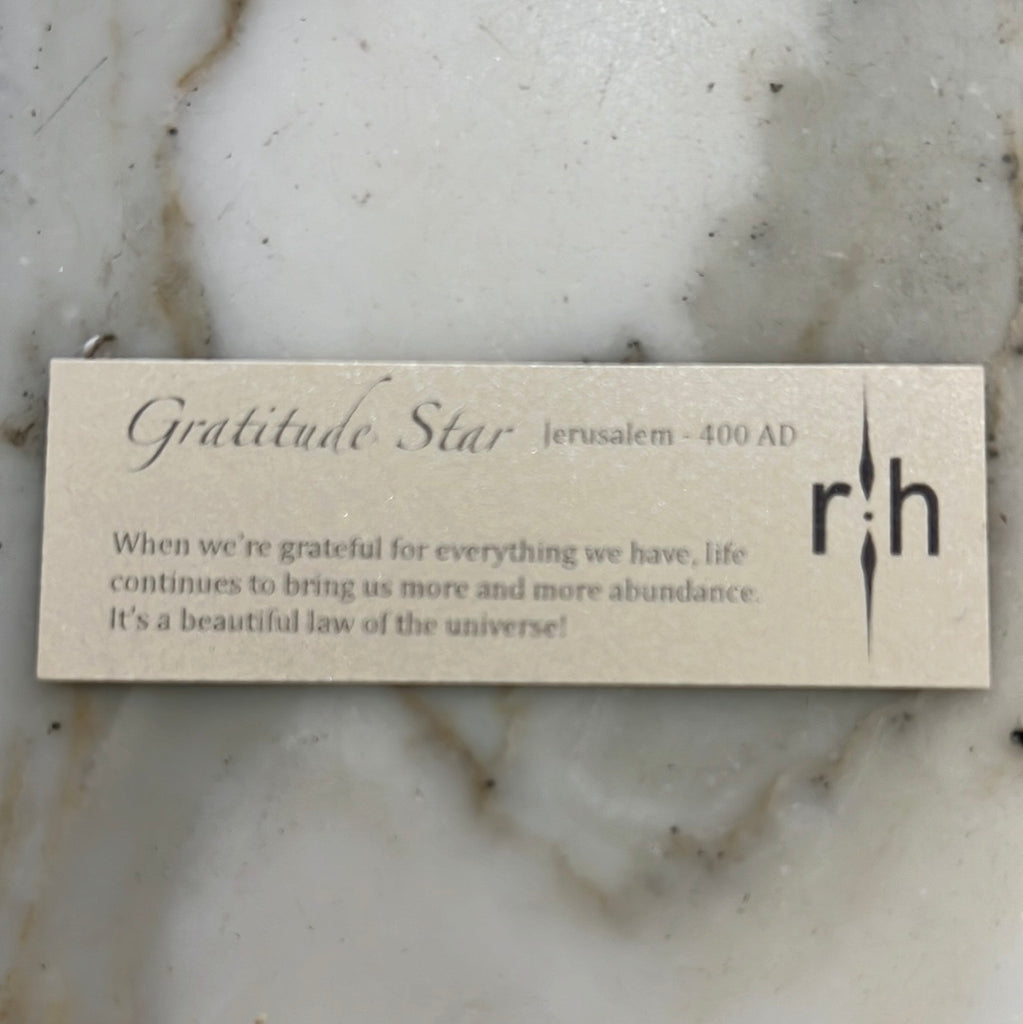 Gratitude Star Jerusalem - 400 AD
rh
When we're grateful for everything we have, life
continues to bring us more and more abundance.
It's a beautiful law of the universe!